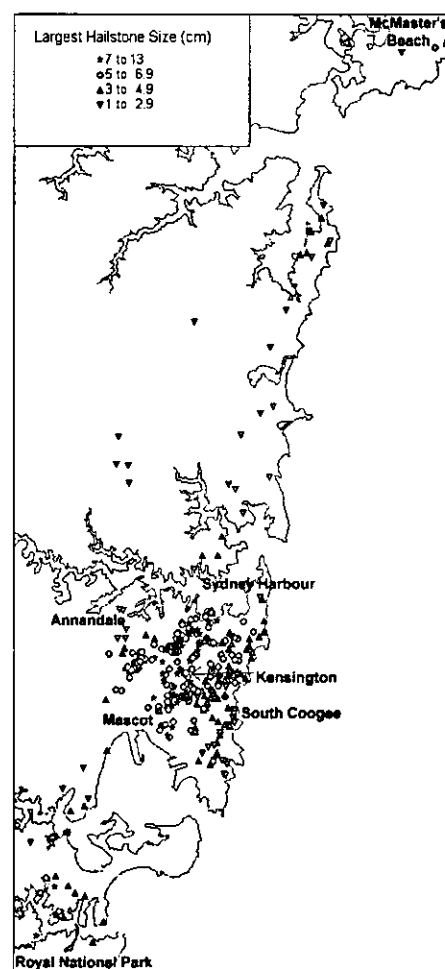 McMaster's
Beach
Largest Hailstone Size (cm)
7 to 13
5 to 6.9
3 to 4.9
1 to 2.9
Sydney Harbour
Annandale
Kensington
South Coogee
Mascot
Royal National Park